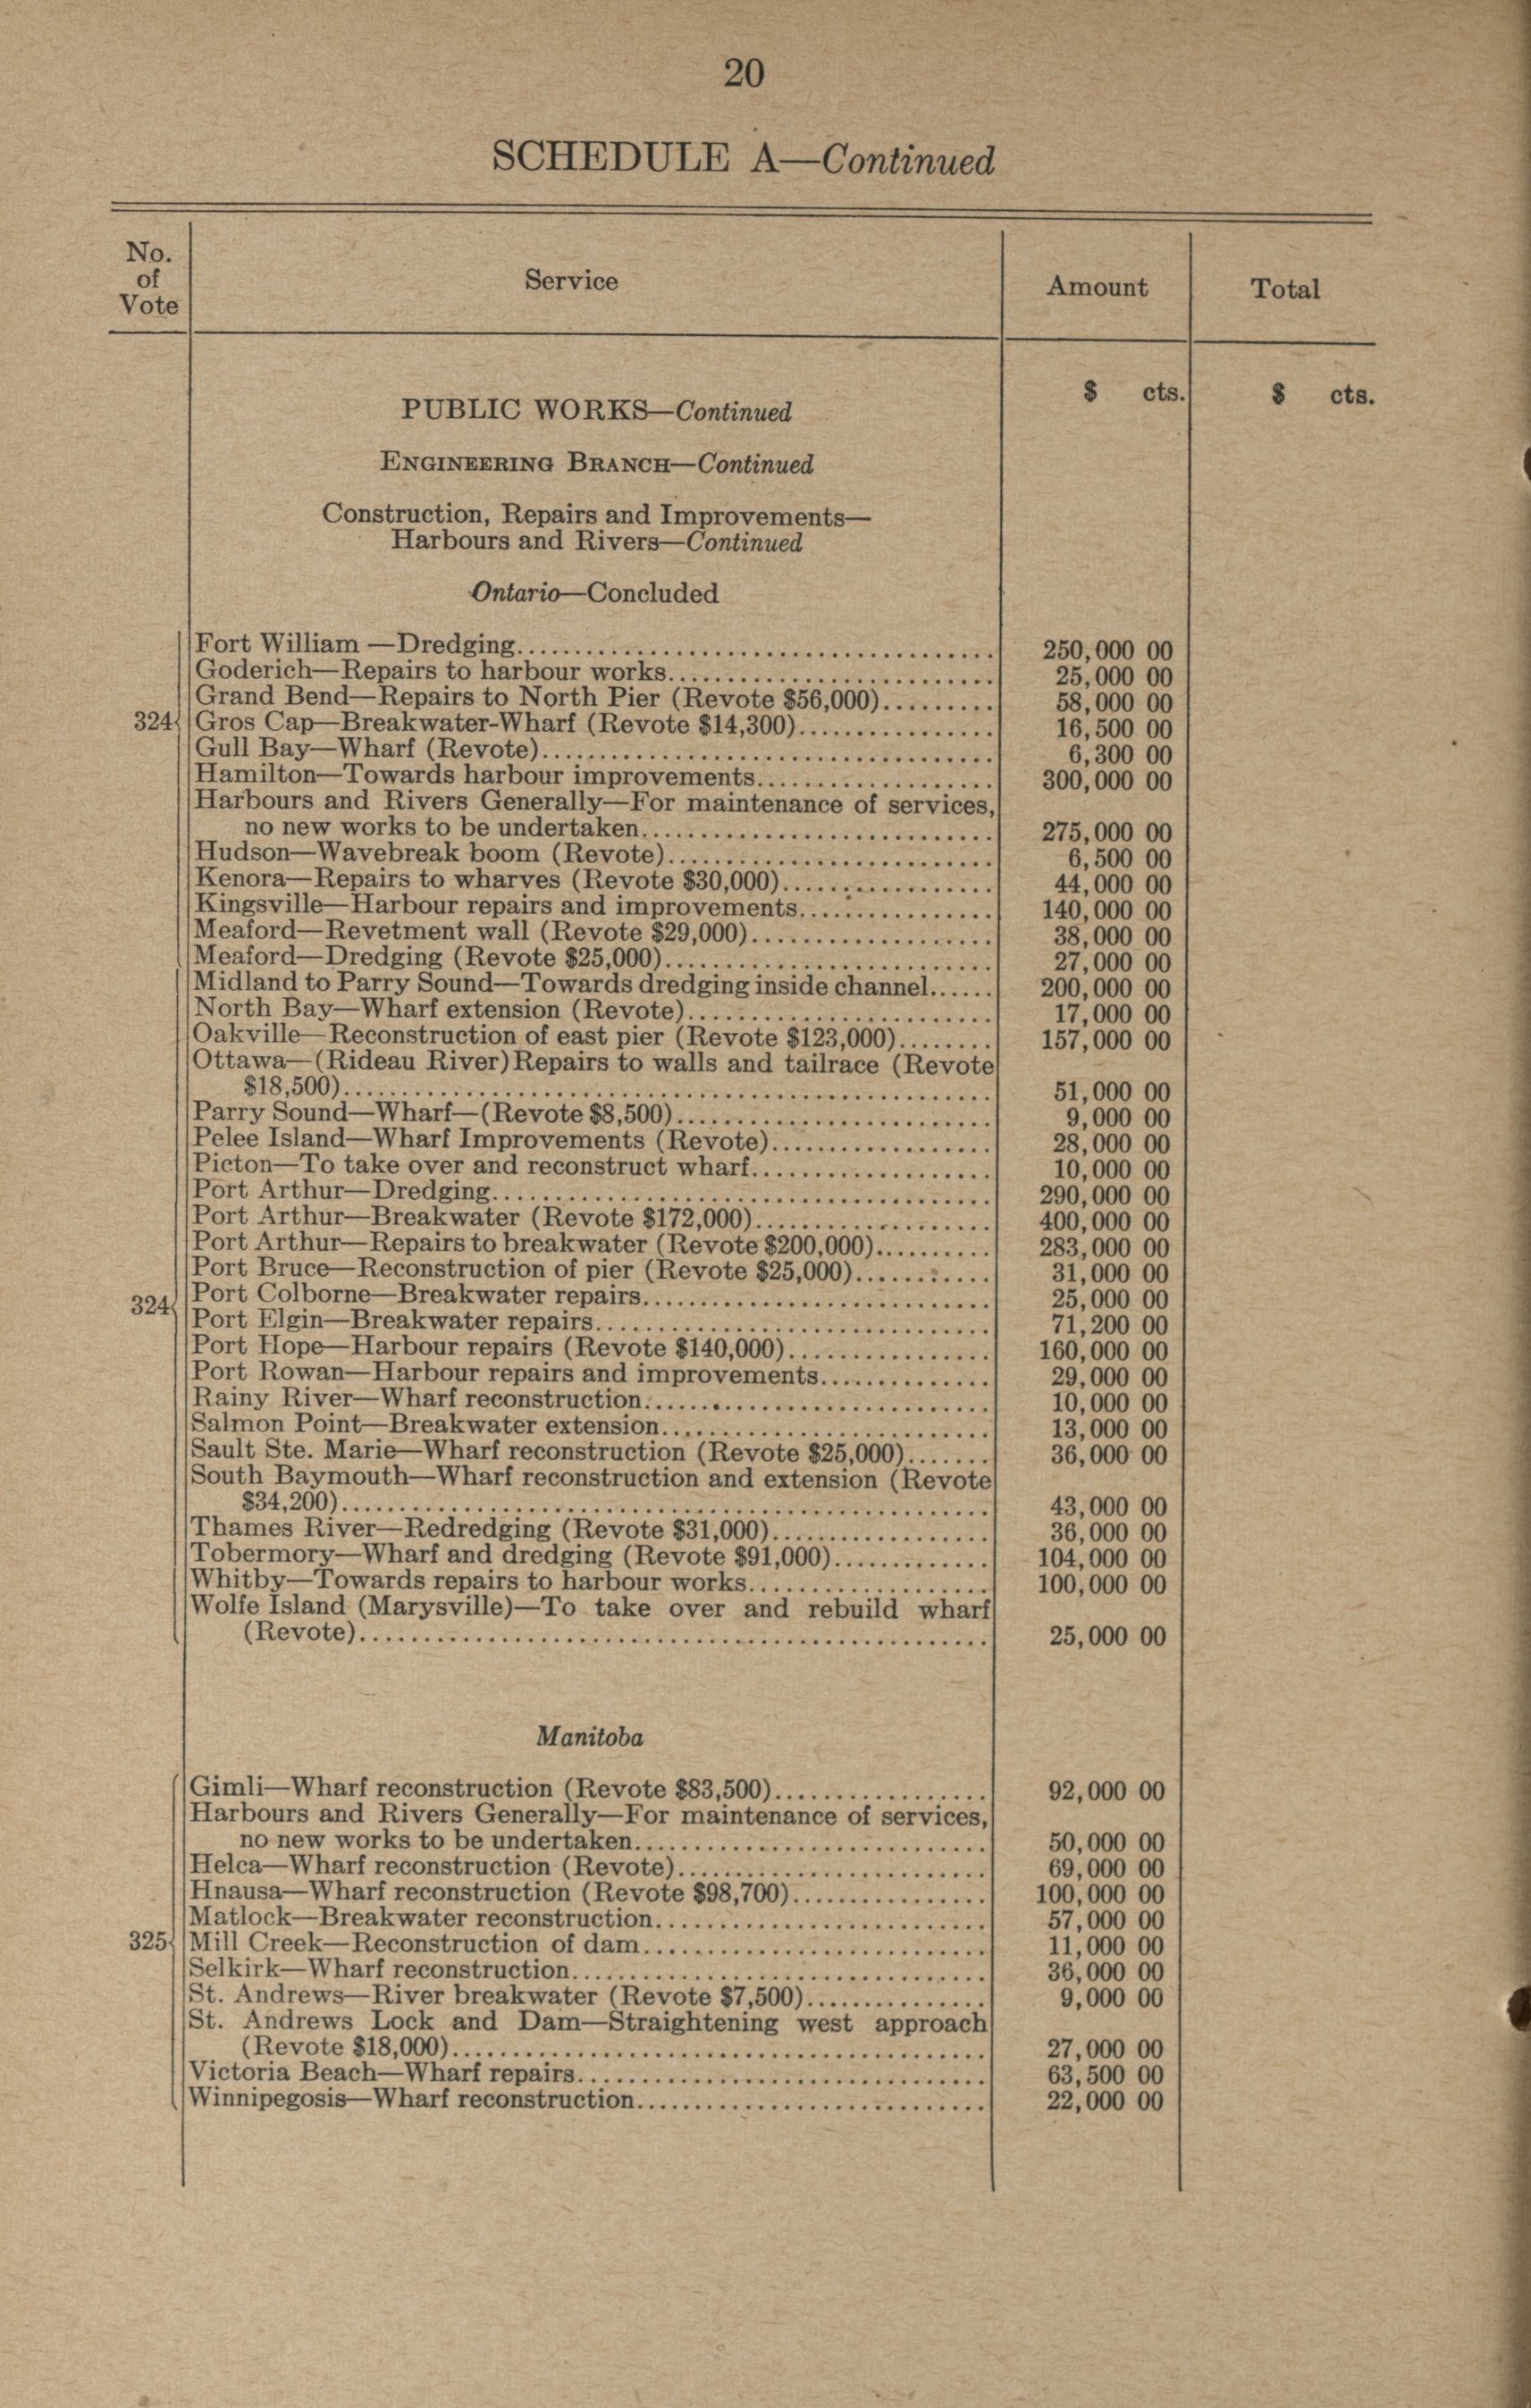 20
SCHEDULE A—Continued
No.
of
Vote
Service
Amount
Total
$ cts.
$ cts.
PUBLIC WORKS—Continued
ENGINEERING BRANCH—Continued
Construction, Repairs and Improvements—
Harbours and Rivers—Continued
Ontario—Concluded
Fort William —Dredging 250,000 00
Goderich—Repairs to harbour works 25,000 00
Grand Bend—Repairs to North Pier (Revote $56,000) 58,000 00
324 Gros Cap—Breakwater-Wharf (Revote $14,300) 16,500 00
Gull Bay—Wharf (Revote) 6,300 00
Hamilton—Towards harbour improvements 300,000 00
Harbours and Rivers Generally—For maintenance of services,
no new works to be undertaken 275,000 00
Hudson—Wavebreak boom (Revote) 6,500 00
Kenora—Repairs to wharves (Revote $30,000) 44,000 00
Kingsville—Harbour repairs and improvements 140,000 00
Meaford—Revetment wall (Revote $29,000) 38,000 00
Meaford—Dredging (Revote $25,000) 27,000 00
Midland to Parry Sound—Towards dredging inside channel 200,000 00
North Bay—Wharf extension (Revote) 17,000 00
Oakville—Reconstruction of east pier (Revote $123,000) 157,000 00
Ottawa—(Rideau River) Repairs to walls and tailrace (Revote
$18,500) 51,000 00
Parry Sound—Wharf—(Revote $8,500) 9,000 00
Pelee Island—Wharf Improvements (Revote) 28,000 00
Picton—To take over and reconstruct wharf 10,000 00
Port Arthur—Dredging 290,000 00
Port Arthur—Breakwater (Revote $172,000) 400,000 00
Port Arthur—Repairs to breakwater (Revote $200,000) 283,000 00
Port Bruce—Reconstruction of pier (Revote $25,000) 31,000 00
324 Port Colborne—Breakwater repairs 25,000 00
Port Elgin—Breakwater repairs 71,200 00
Port Hope—Harbour repairs (Revote $140,000) 160,000 00
Port Rowan—Harbour repairs and improvements 29,000 00
Rainy River—Wharf reconstruction 10,000 00
Salmon Point—Breakwater extension 13,000 00
Sault Ste. Marie—Wharf reconstruction (Revote $25,000) 36,000 00
South Baymouth—Wharf reconstruction and extension (Revote
$34,200) 43,000 00
Thames River—Redredging (Revote $31,000) 36,000 00
Tobermory—Wharf and dredging (Revote $91,000) 104,000 00
Whitby—Towards repairs to harbour works 100,000 00
Wolfe Island (Marysville)—To take over and rebuild wharf
(Revote) 25,000 00
Manitoba
Gimli—Wharf reconstruction (Revote $83,500) 92,000 00
Harbours and Rivers Generally—For maintenance of services,
no new works to be undertaken 50,000 00
Helca—Wharf reconstruction (Revote) 69,000 00
Hnausa—Wharf reconstruction (Revote $98,700) 100,000 00
Matlock—Breakwater reconstruction 57,000 00
325 Mill Creek—Reconstruction of dam 11,000 00
Selkirk—Wharf reconstruction 36,000 00
St. Andrews—River breakwater (Revote $7,500) 9,000 00
St. Andrews Lock and Dam—Straightening west approach
(Revote $18,000) 27,000 00
Victoria Beach—Wharf repairs 63,500 00
Winnipegosis—Wharf reconstruction 22,000 00